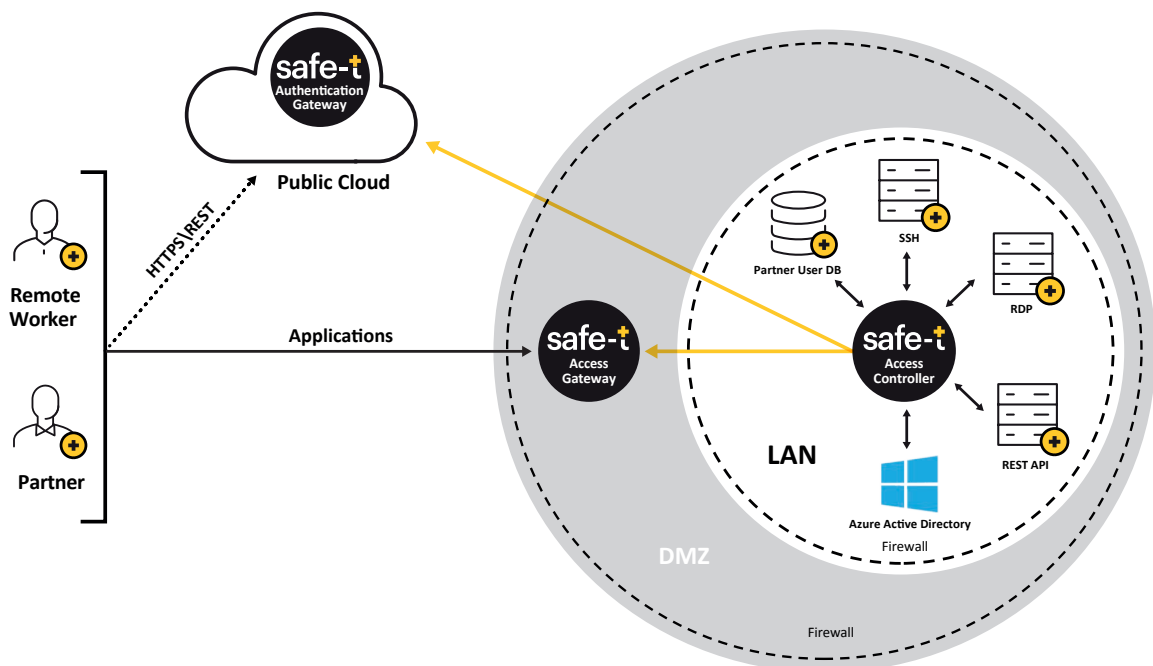 safe-t
Authentication
Gateway
Public Cloud
HTTPS\REST
Remote
Worker
Applications
Partner
safe-t
Access
Gateway
SSH
Partner User DB
RDP
safe-t
Access
Controller
REST API
LAN
Azure Active Directory
Firewall
DMZ
Firewall